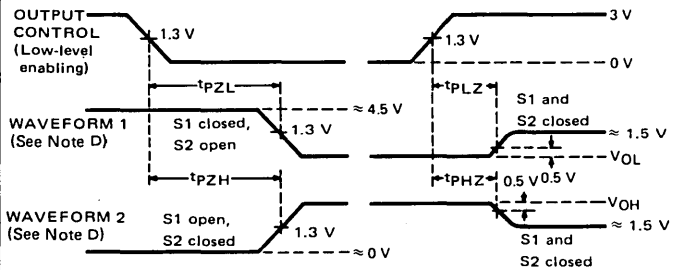 OUTPUT
CONTROL
(Low-level
enabling)
1.3 V
1.3 V
3 V
0 V
tPZL
tPLZ
S1 and
S2 closed
WAVEFORM 1
(See Note D)
S1 closed,
S2 open
≈ 4.5 V
1.3 V
≈ 1.5 V
VOL
0.5 V
tPZH
tPHZ
0.5 V
VOH
WAVEFORM 2
(See Note D)
S1 open,
S2 closed
1.3 V
≈ 0 V
≈ 1.5 V
S1 and
S2 closed